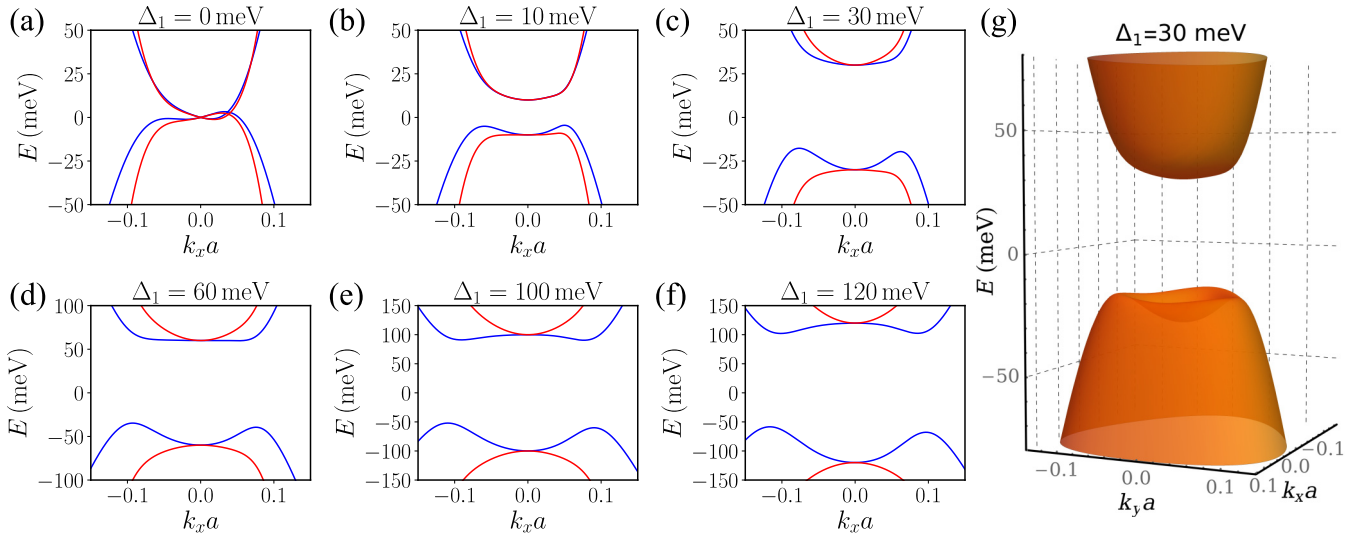 (a) Δ₁ = 0 meV
50
25
0
−25
−50
E (meV)
−0.1 0.0 0.1
kₓa
(b) Δ₁ = 10 meV
50
25
0
−25
−50
E (meV)
−0.1 0.0 0.1
kₓa
(c) Δ₁ = 30 meV
50
25
0
−25
−50
E (meV)
−0.1 0.0 0.1
kₓa
(g)
Δ₁=30 meV
50
0
−50
E (meV)
−0.1 0.0 0.1
k_y a
0.1 0.0 −0.1
kₓa
(d) Δ₁ = 60 meV
100
50
0
−50
−100
E (meV)
−0.1 0.0 0.1
kₓa
(e) Δ₁ = 100 meV
150
100
50
0
−50
−100
−150
E (meV)
−0.1 0.0 0.1
kₓa
(f) Δ₁ = 120 meV
150
100
50
0
−50
−100
−150
E (meV)
−0.1 0.0 0.1
kₓa